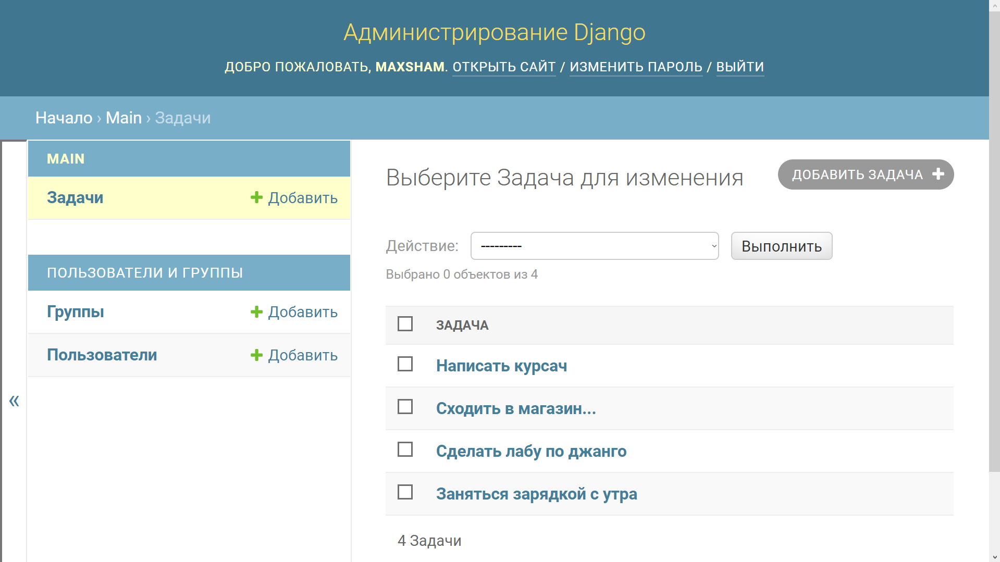 Администрирование Django
ДОБРО ПОЖАЛОВАТЬ, MAXSHAM. ОТКРЫТЬ САЙТ / ИЗМЕНИТЬ ПАРОЛЬ / ВЫЙТИ
Начало › Main › Задачи
MAIN
Задачи Добавить
ПОЛЬЗОВАТЕЛИ И ГРУППЫ
Группы Добавить
Пользователи Добавить
«
Выберите Задача для изменения
ДОБАВИТЬ ЗАДАЧА
Действие: --------- Выполнить
Выбрано 0 объектов из 4
ЗАДАЧА
Написать курсач
Сходить в магазин...
Сделать лабу по джанго
Заняться зарядкой с утра
4 Задачи